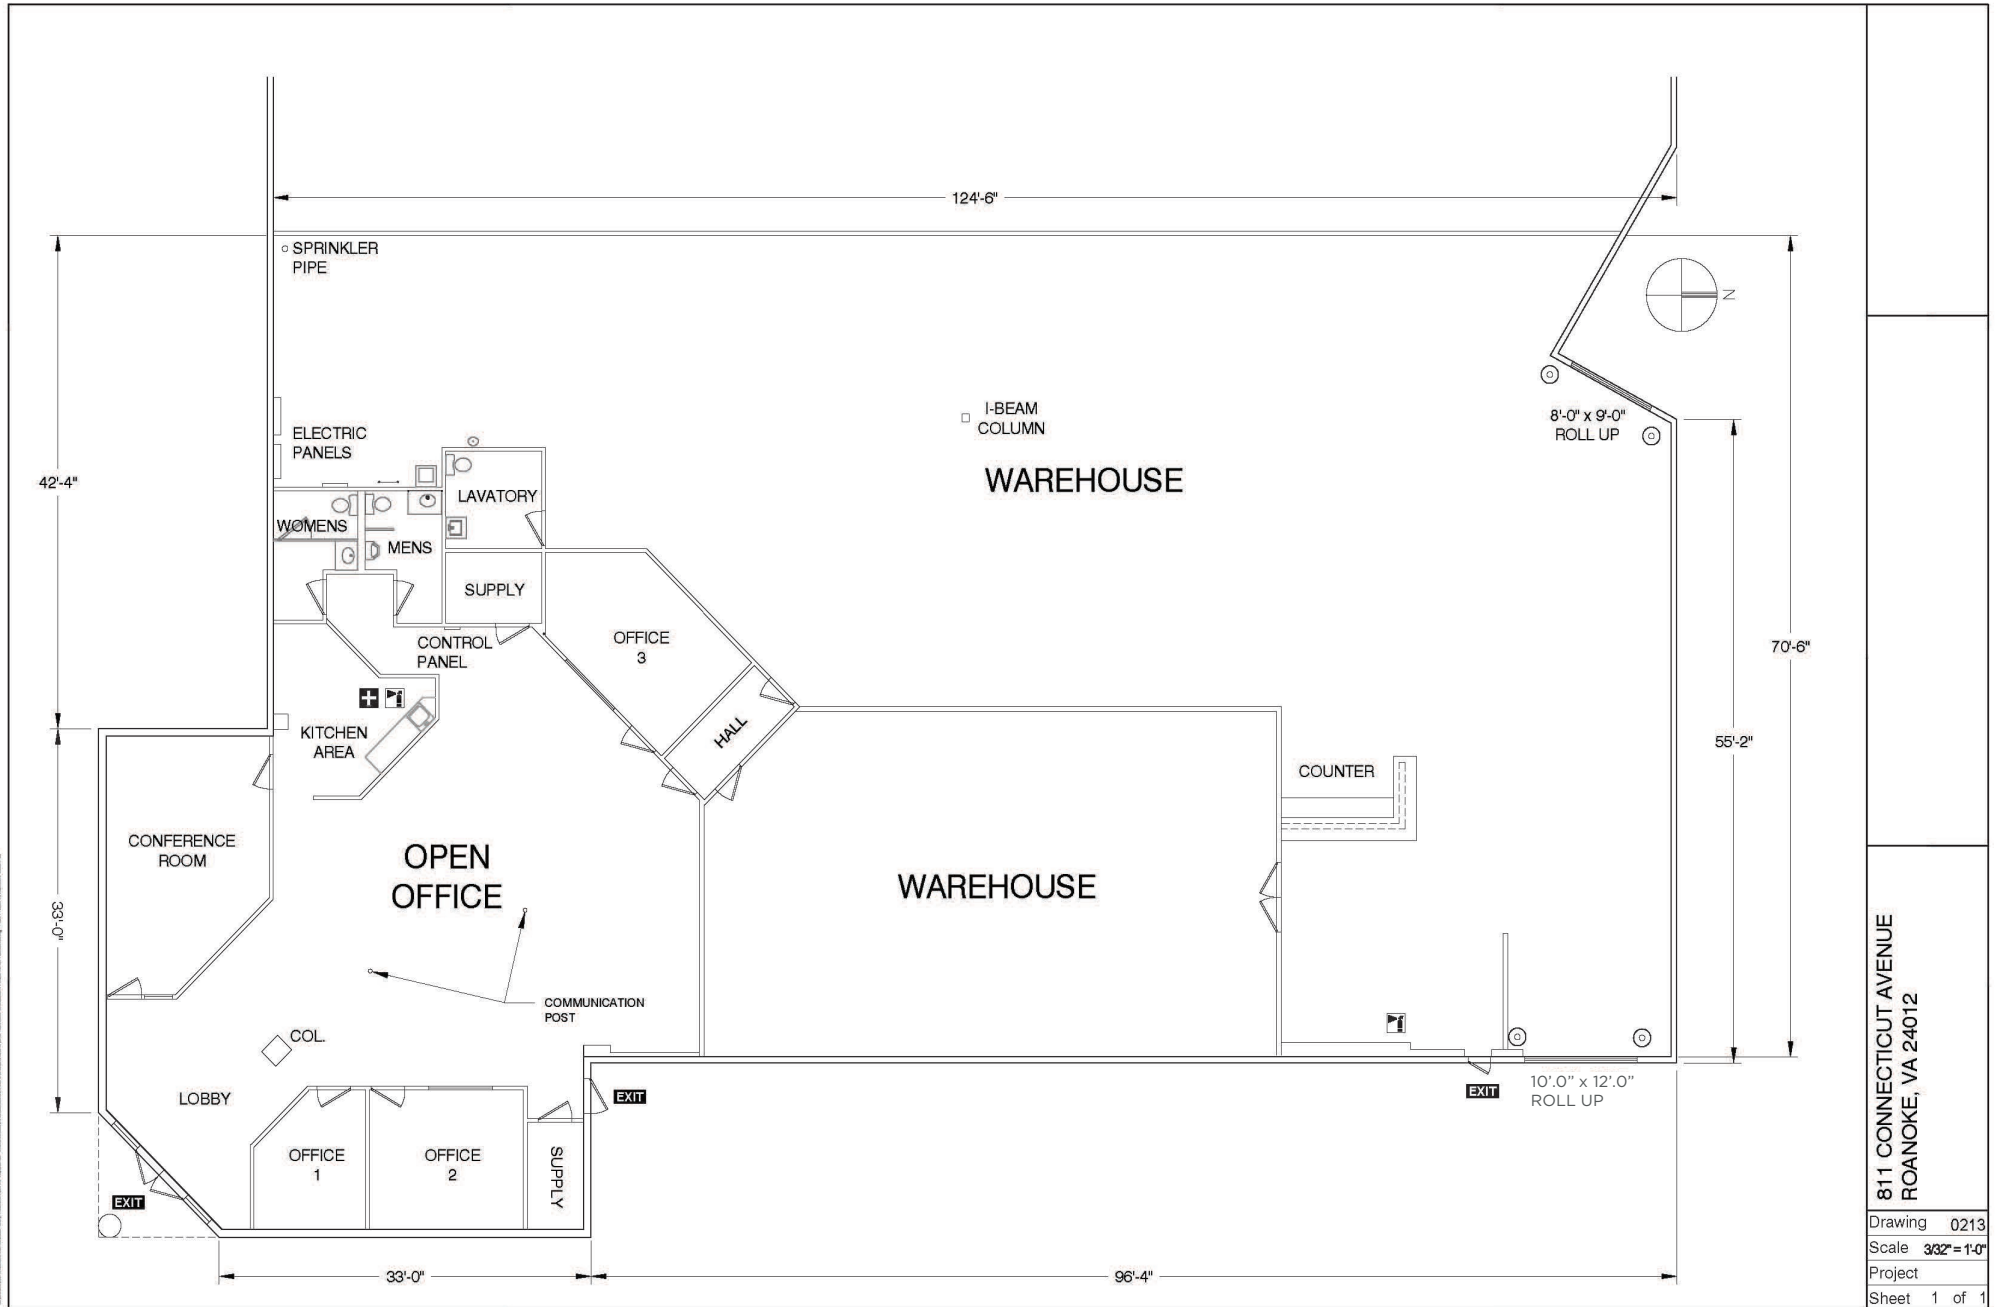 124'-6"
SPRINKLER
PIPE
N
I-BEAM
COLUMN
8'-0" x 9'-0"
ROLL UP
ELECTRIC
PANELS
42'-4"
WAREHOUSE
LAVATORY
WOMENS
MENS
SUPPLY
CONTROL
PANEL
OFFICE
3
70'-6"
HALL
KITCHEN
AREA
55'-2"
COUNTER
CONFERENCE
ROOM
OPEN
OFFICE
WAREHOUSE
33'-0"
COMMUNICATION
POST
COL.
LOBBY
EXIT
EXIT
10'.0" x 12'.0"
ROLL UP
OFFICE
1
OFFICE
2
SUPPLY
EXIT
33'-0"
96'-4"
811 CONNECTICUT AVENUE
ROANOKE, VA 24012
Drawing 0213
Scale 3/32" = 1'-0"
Project
Sheet 1 of 1